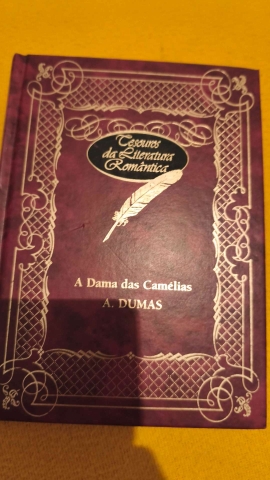 Tesouros
da Literatura
Romântica
A Dama das Camélias
A. DUMAS